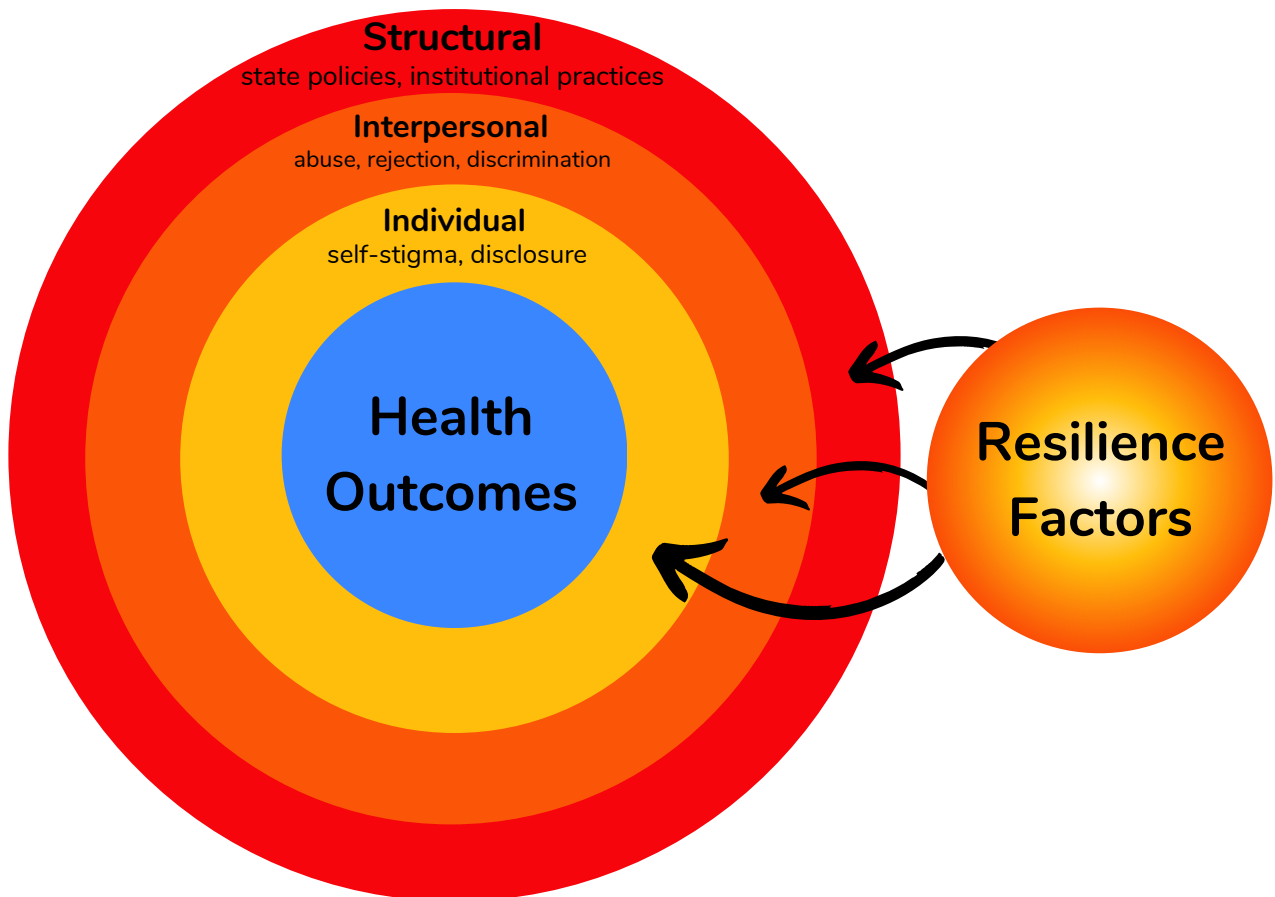 Structural
state policies, institutional practices
Interpersonal
abuse, rejection, discrimination
Individual
self-stigma, disclosure
Health
Outcomes
Resilience
Factors